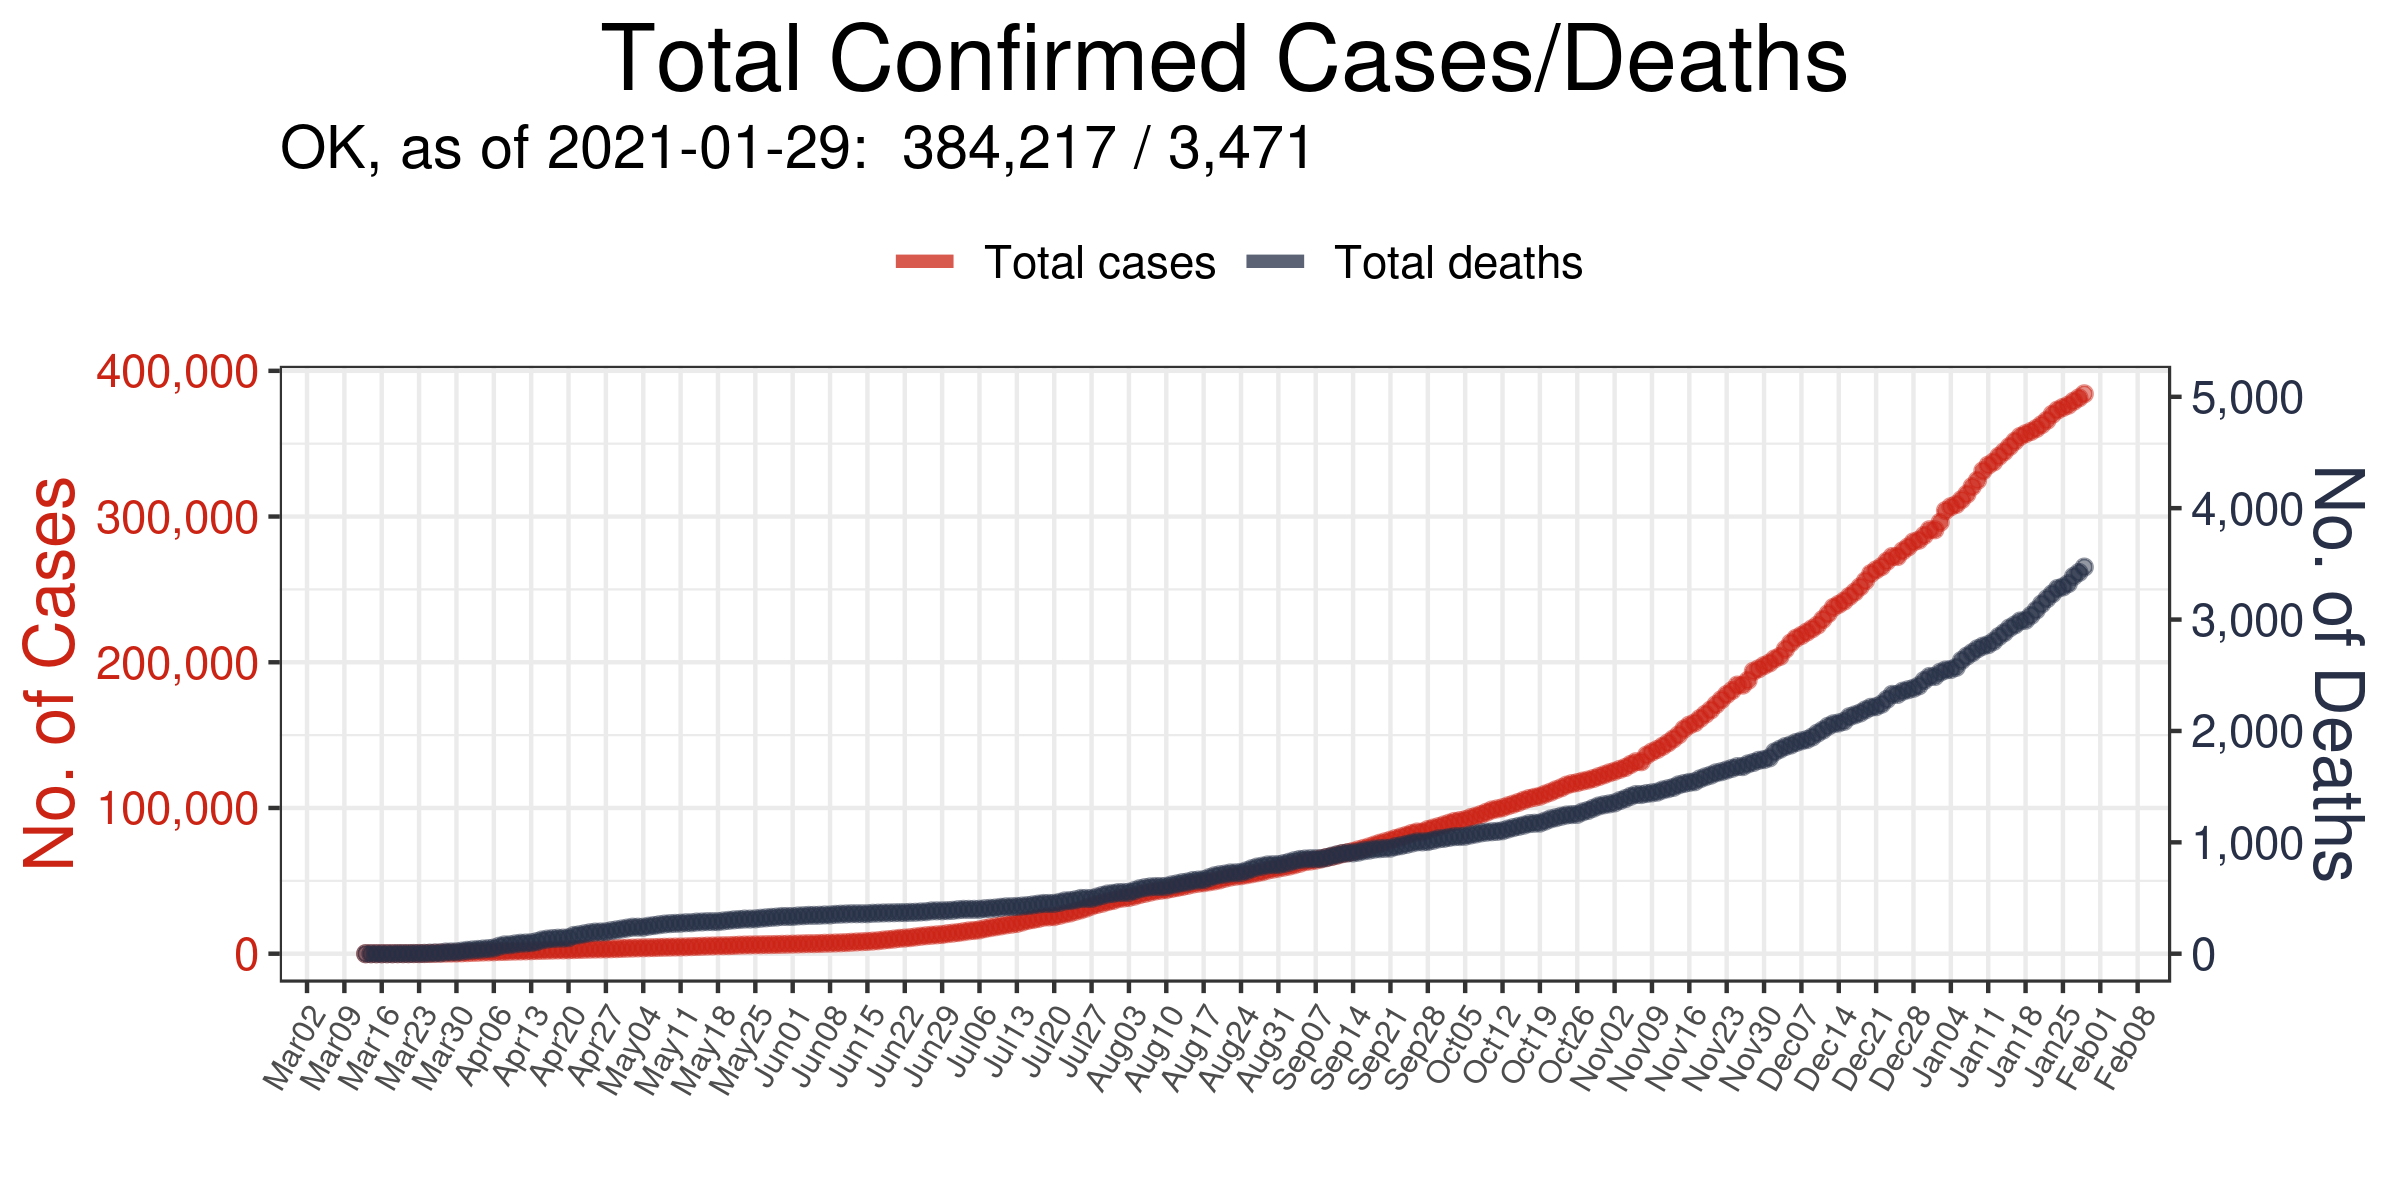 Total Confirmed Cases/Deaths
OK, as of 2021-01-29:  384,217 / 3,471
Total cases
Total deaths
No. of Cases
400,000
300,000
200,000
100,000
0
5,000
4,000
3,000
2,000
1,000
0
No. of Deaths
Mar02
Mar09
Mar16
Mar23
Mar30
Apr06
Apr13
Apr20
Apr27
May04
May11
May18
May25
Jun01
Jun08
Jun15
Jun22
Jun29
Jul06
Jul13
Jul20
Jul27
Aug03
Aug10
Aug17
Aug24
Aug31
Sep07
Sep14
Sep21
Sep28
Oct05
Oct12
Oct19
Oct26
Nov02
Nov09
Nov16
Nov23
Nov30
Dec07
Dec14
Dec21
Dec28
Jan04
Jan11
Jan18
Jan25
Feb01
Feb08